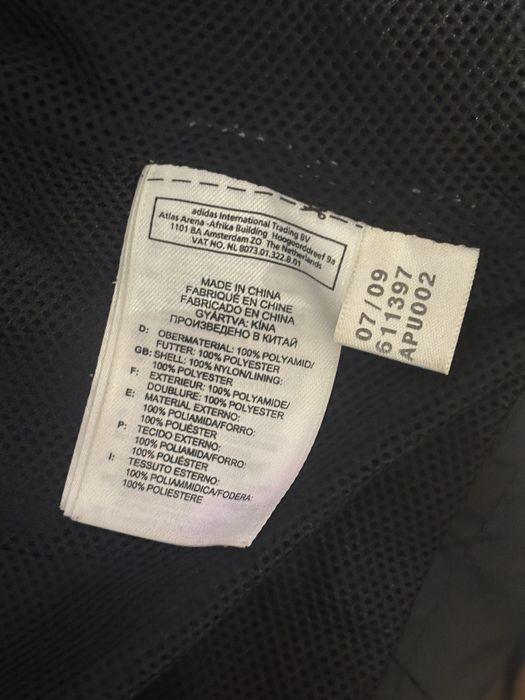 adidas International Trading BV
Atlas Arena -Afrika Building Hoogoorddreef 9a
1101 BA Amsterdam ZO The Netherlands
VAT NO. NL 8073.01.322.B.01
MADE IN CHINA
FABRIQUÉ EN CHINE
FABRICADO EN CHINA
GYÁRTVA: KÍNA
ПРОИЗВЕДЕНО В КИТАЙ
D: OBERMATERIAL: 100% POLYAMID/
FUTTER: 100% POLYESTER
GB: SHELL: 100% NYLON/LINING:
100% POLYESTER
F: EXTERIEUR: 100% POLYAMIDE/
DOUBLURE: 100% POLYESTER
E: MATERIAL EXTERNO:
100% POLIAMIDA/FORRO:
100% POLIÉSTER
P: TECIDO EXTERNO:
100% POLIAMIDA/FORRO:
100% POLIÉSTER
I: TESSUTO ESTERNO:
100% POLIAMMIDICA/FODERA:
100% POLIESTERE
07/09
611397
APU002